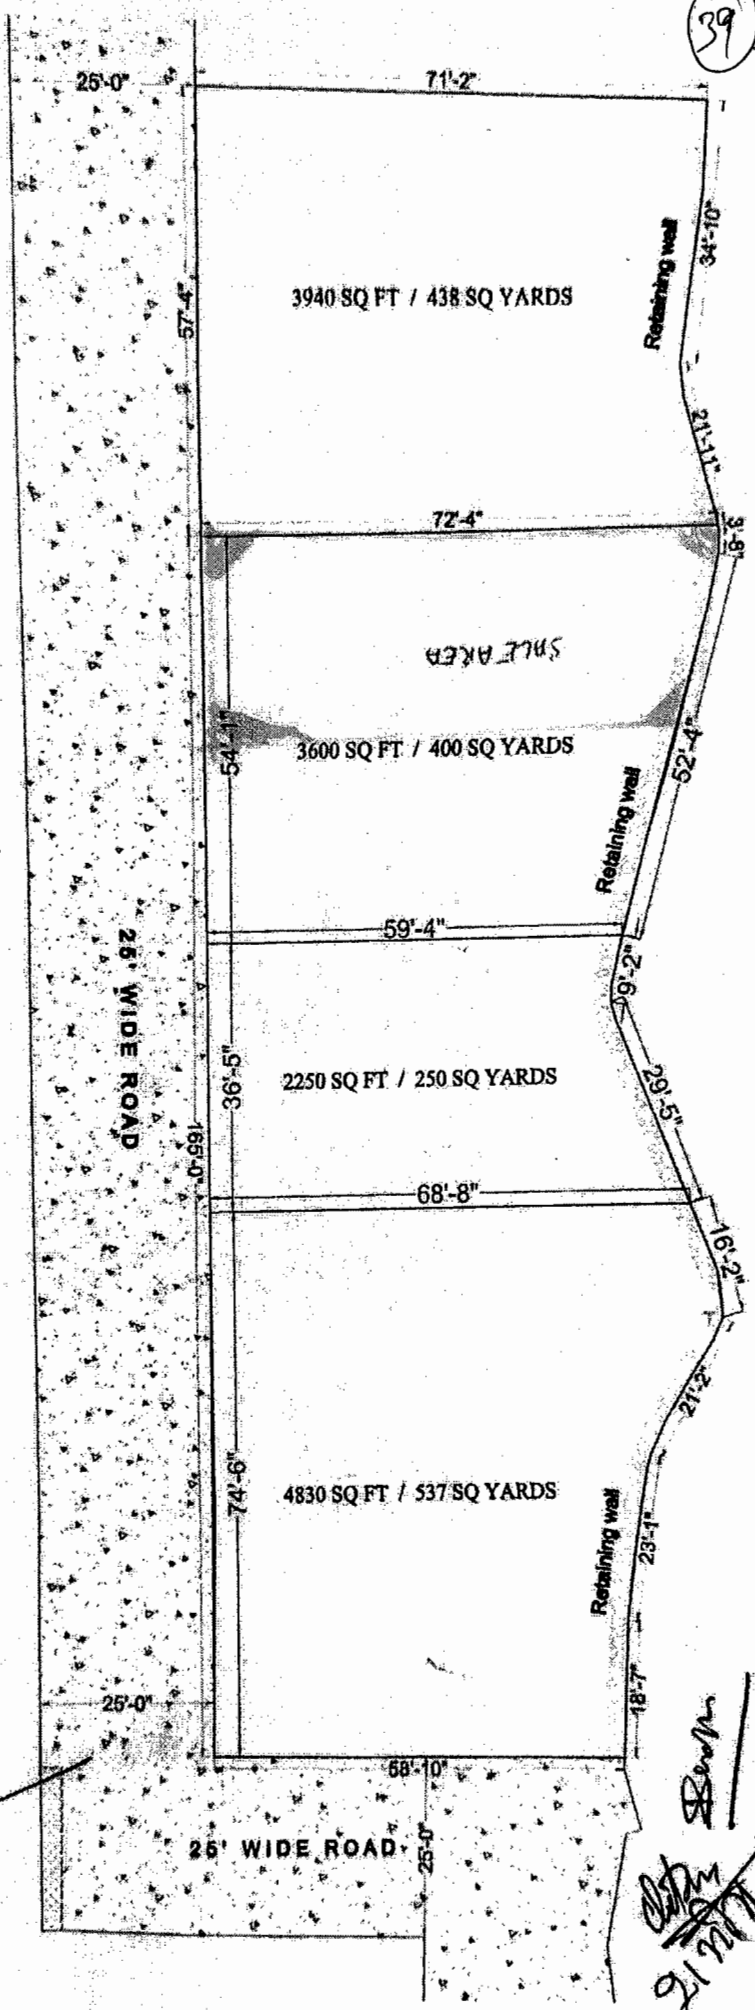 39
25'-0" 71'-2"
Retaining wall
34'-10"
3940 SQ FT / 438 SQ YARDS
57'-4"
21'-11"
72'-4"
3'-8"
SALE AREA
54'-1"
3600 SQ FT / 400 SQ YARDS
52'-4"
Retaining wall
59'-4"
9'-2"
25' WIDE ROAD
36'-5"
2250 SQ FT / 250 SQ YARDS
29'-5"
165'-0"
68'-8"
16'-2"
21'-2"
74'-6"
4830 SQ FT / 537 SQ YARDS
Retaining wall
23'-1"
18'-7"
25'-0"
58'-10"
25' WIDE ROAD
25'-0"